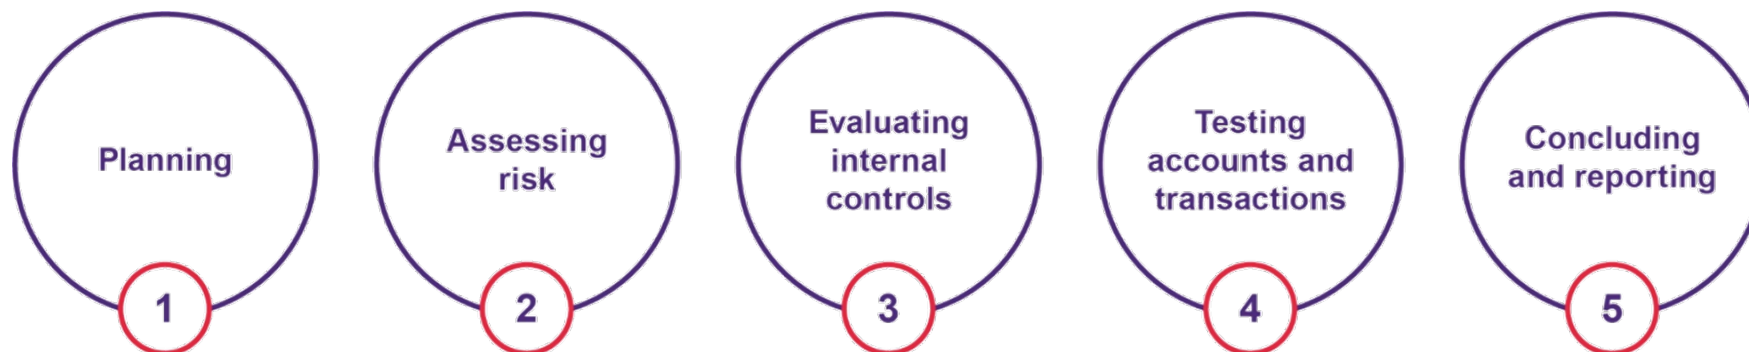 Planning
1
Assessing
risk
2
Evaluating
internal
controls
3
Testing
accounts and
transactions
4
Concluding
and reporting
5